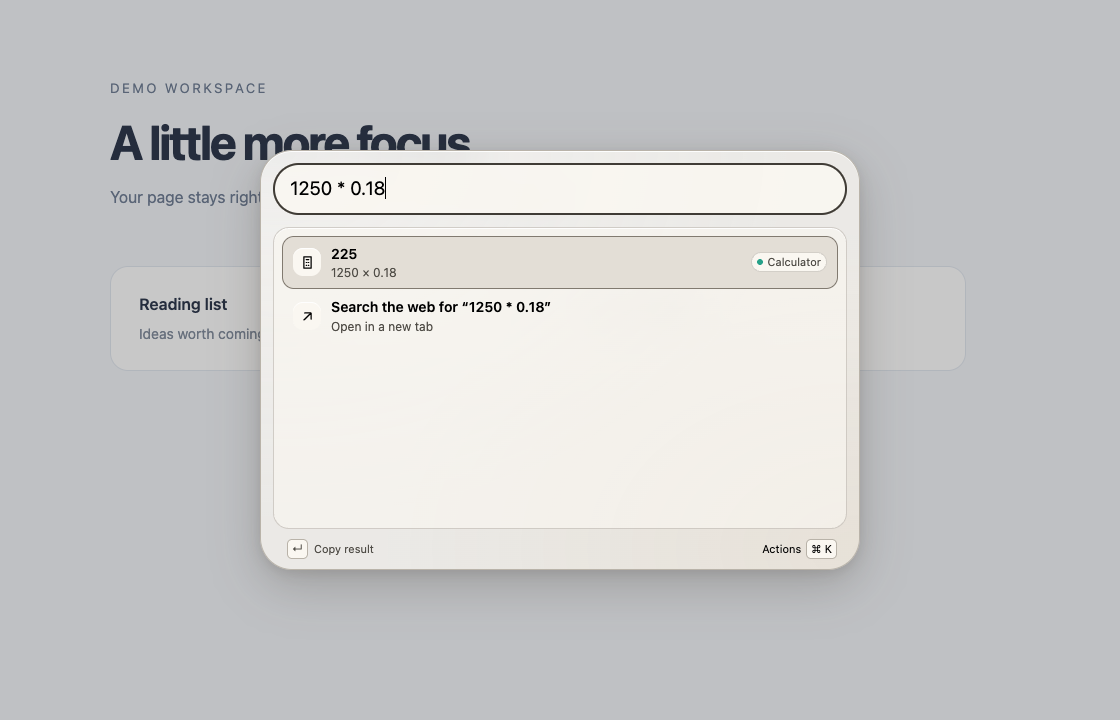 DEMO WORKSPACE
A little more focus
Your page stays right
1250 * 0.18
225
1250 × 0.18
Calculator
Search the web for “1250 * 0.18”
Open in a new tab
Reading list
Ideas worth coming
Copy result
Actions ⌘ K